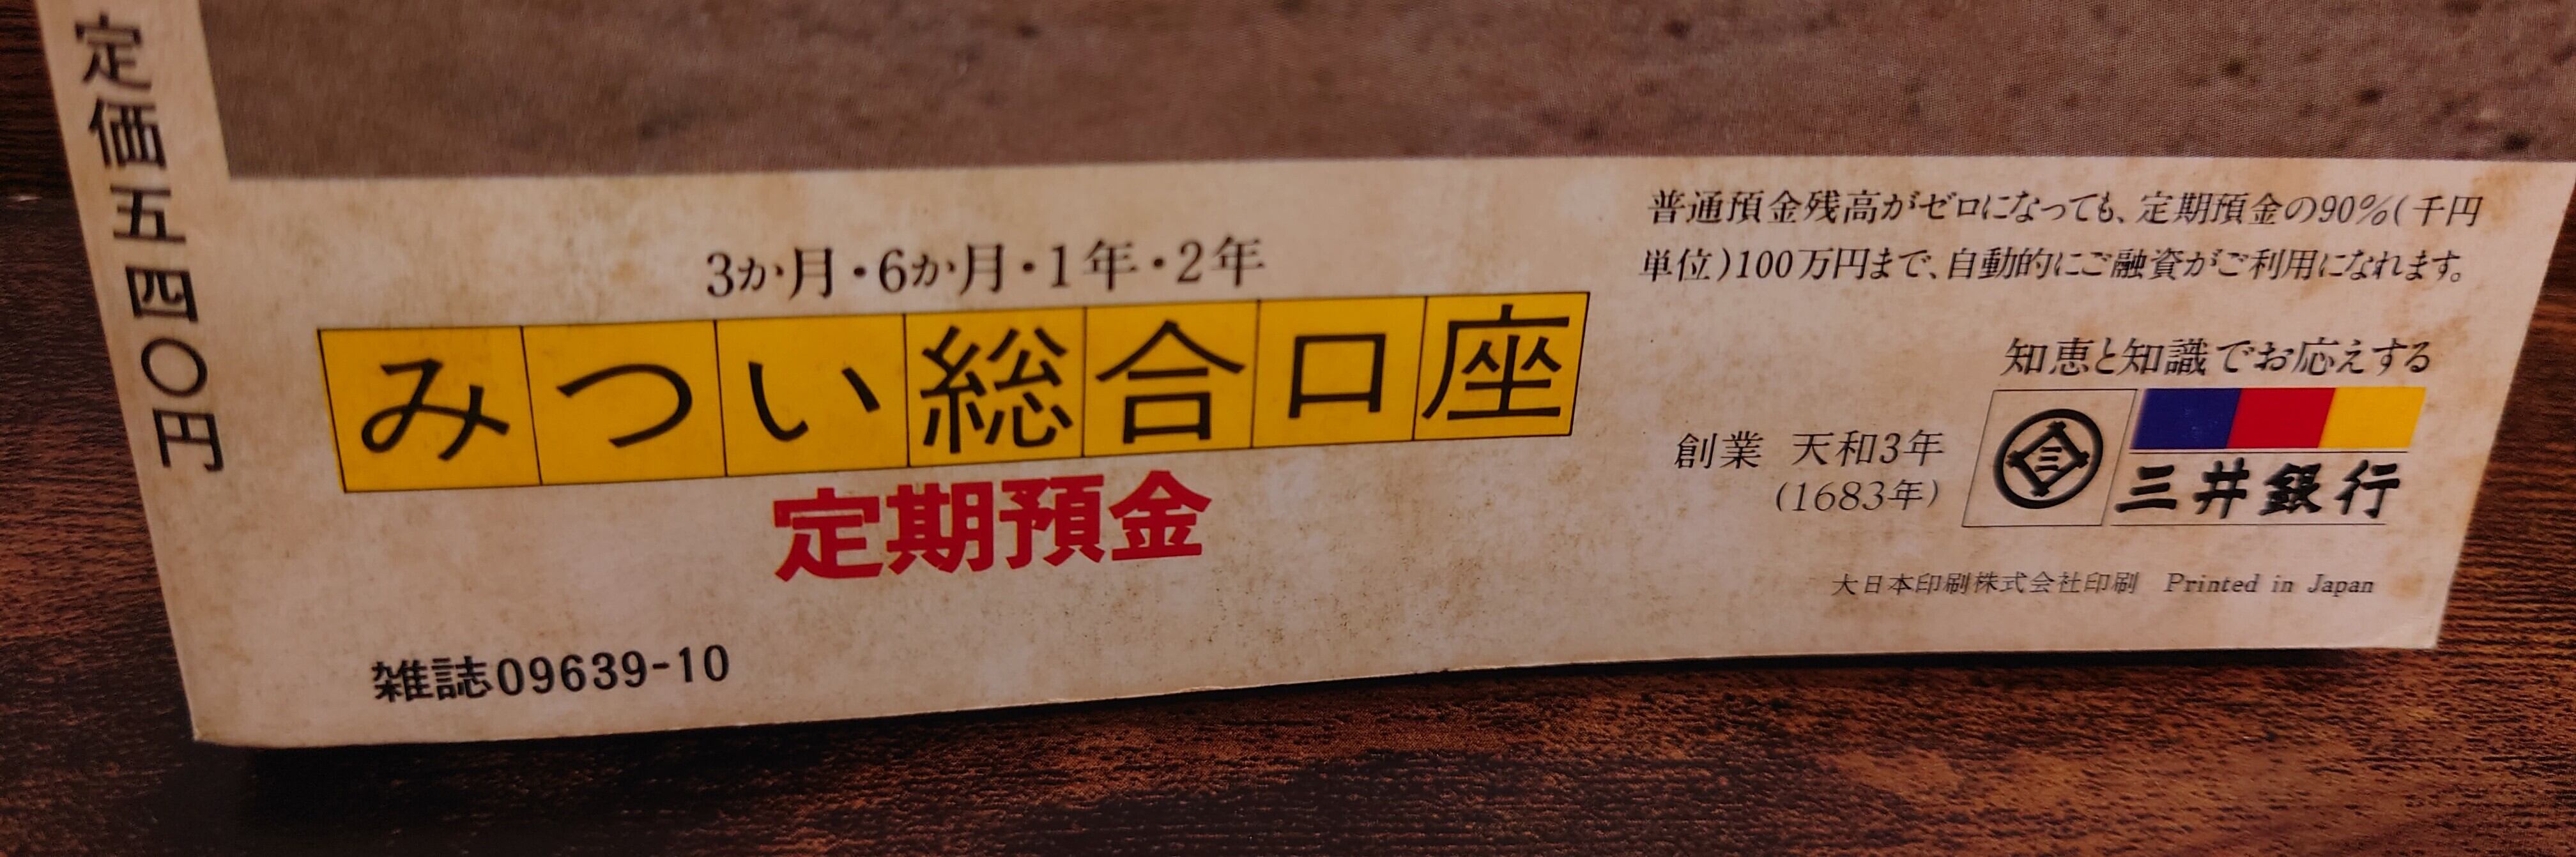 定価五四〇円
3か月・6か月・1年・2年
みつい総合口座
定期預金
雑誌09639-10
普通預金残高がゼロになっても、定期預金の90%(千円
単位)100万円まで、自動的にご融資がご利用になれます。
知恵と知識でお応えする
創業 天和3年
(1683年)
三井銀行
大日本印刷株式会社印刷 Printed in Japan